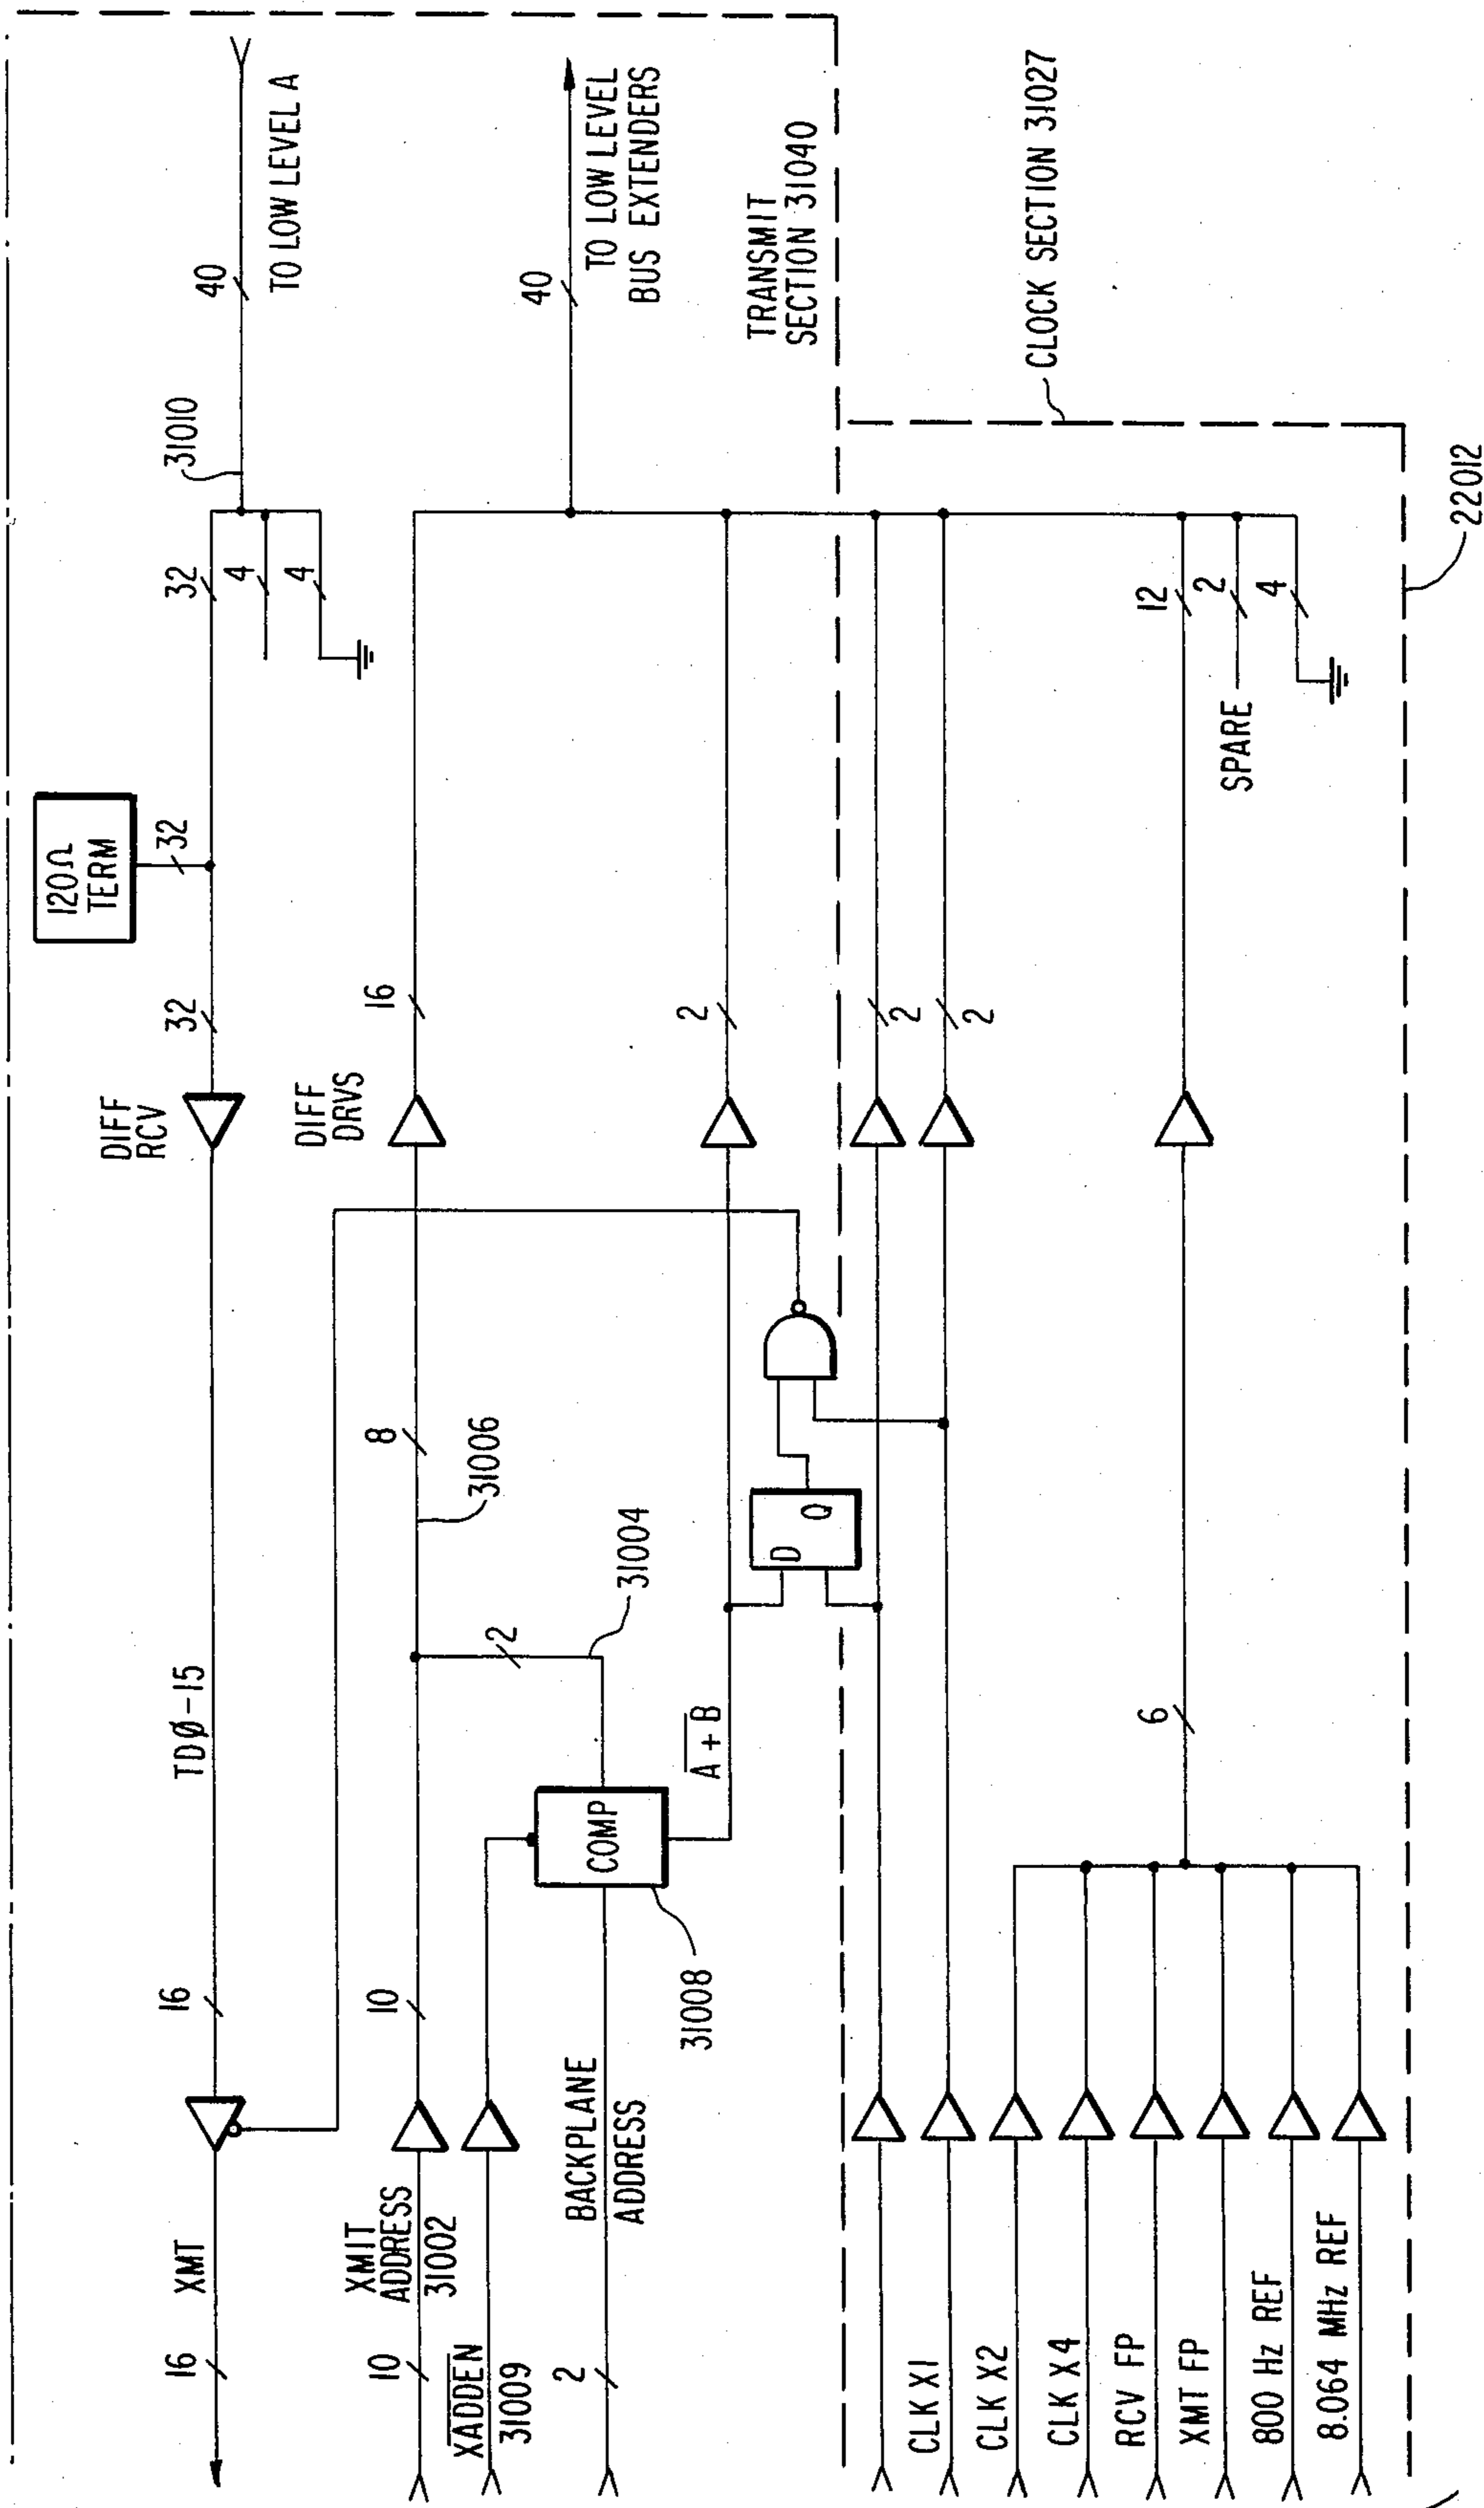 120Ω
TERM
DIFF
RCV
16
XMT
16
TDØ-15
32
32
32
31010
40
4
4
TO LOW LEVEL A
DIFF
DRVS
10
XMIT
ADDRESS
31002
10
8
31006
16
XADDEN
31009
2
31004
40
TO LOW LEVEL
BUS EXTENDERS
2
BACKPLANE
ADDRESS
COMP
31008
A + B
2
D
Q
TRANSMIT
SECTION 31040
2
2
CLK X1
CLK X2
CLOCK SECTION 31027
CLK X4
RCV FP
6
12
XMT FP
2
SPARE
800 Hz REF
4
8.064 MHz REF
22012